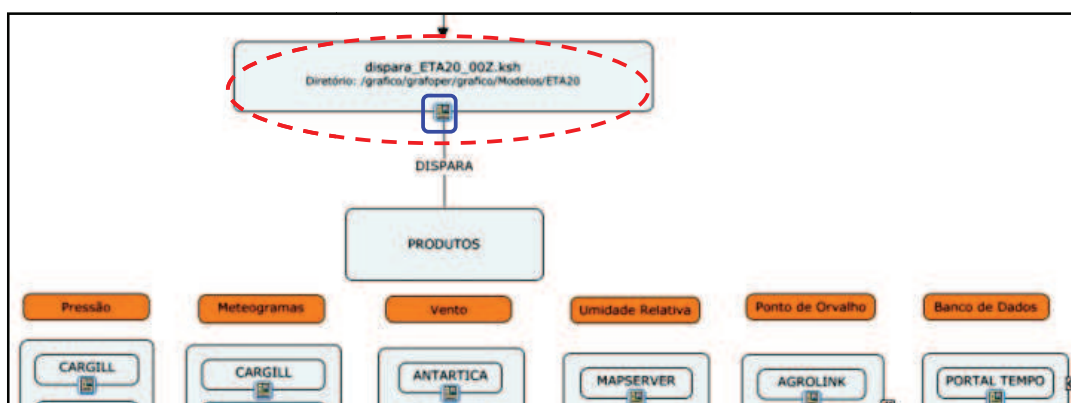 dispara_ETA20_00Z.ksh
Diretório: /grafico/grafoper/grafico/Modelos/ETA20
DISPARA
PRODUTOS
Pressão
Meteogramas
Vento
Umidade Relativa
Ponto de Orvalho
Banco de Dados
CARGILL
CARGILL
ANTARTICA
MAPSERVER
AGROLINK
PORTAL TEMPO